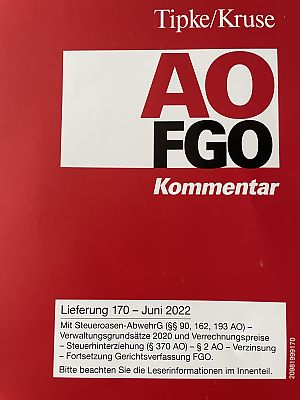 Tipke/Kruse
AO
FGO
Kommentar
Lieferung 170 – Juni 2022
Mit Steueroasen-AbwehrG (§§ 90, 162, 193 AO) –
Verwaltungsgrundsätze 2020 und Verrechnungspreise
– Steuerhinterziehung (§ 370 AO) – § 2 AO – Verzinsung
– Fortsetzung Gerichtsverfassung FGO.
Bitte beachten Sie die Leserinformationen im Innenteil.
20981999170